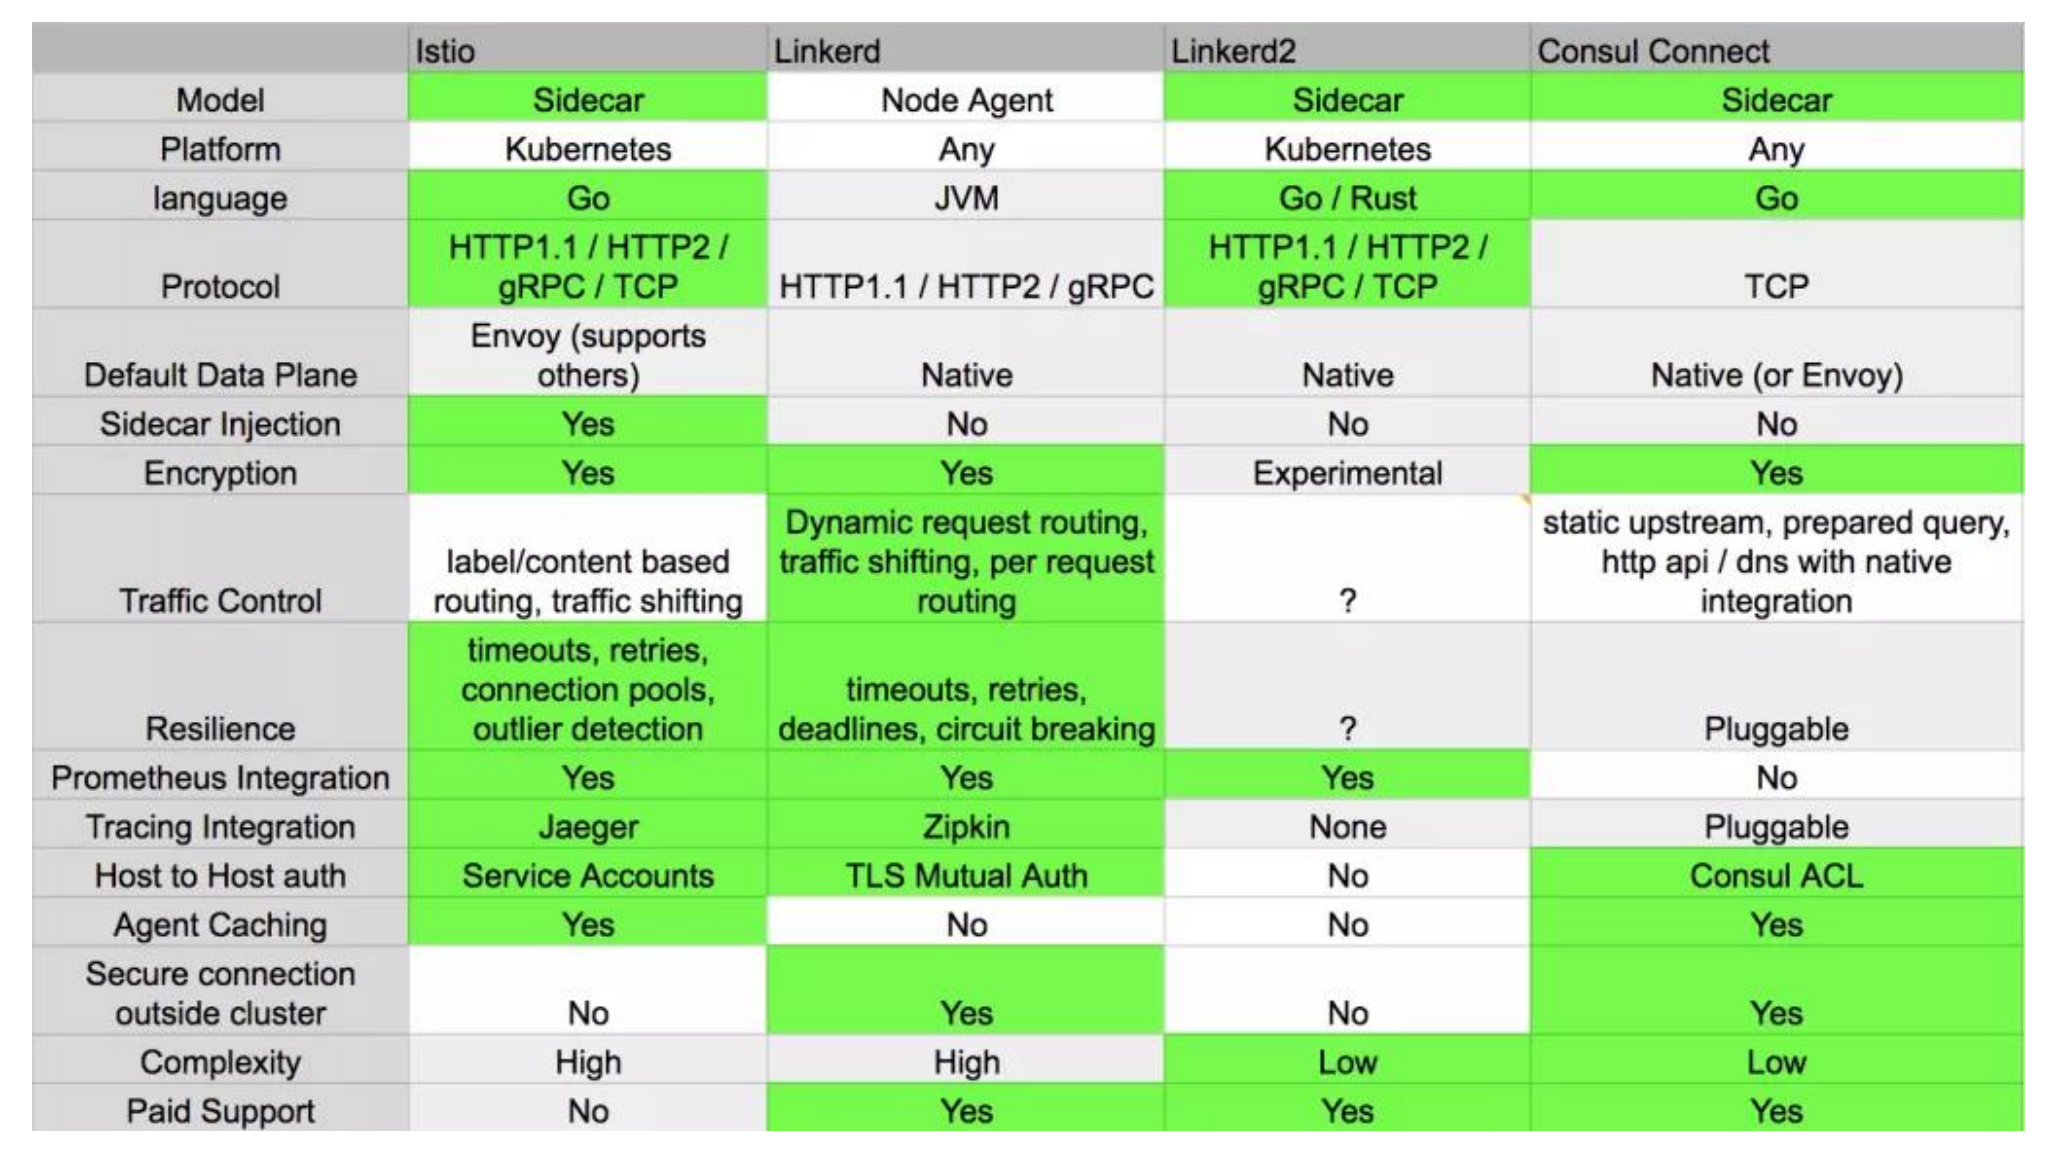 Istio Linkerd Linkerd2 Consul Connect
Model Sidecar Node Agent Sidecar Sidecar
Platform Kubernetes Any Kubernetes Any
language Go JVM Go / Rust Go
Protocol HTTP1.1 / HTTP2 / gRPC / TCP HTTP1.1 / HTTP2 / gRPC HTTP1.1 / HTTP2 / gRPC / TCP TCP
Default Data Plane Envoy (supports others) Native Native Native (or Envoy)
Sidecar Injection Yes No No No
Encryption Yes Yes Experimental Yes
Traffic Control label/content based routing, traffic shifting Dynamic request routing, traffic shifting, per request routing ? static upstream, prepared query, http api / dns with native integration
Resilience timeouts, retries, connection pools, outlier detection timeouts, retries, deadlines, circuit breaking ? Pluggable
Prometheus Integration Yes Yes Yes No
Tracing Integration Jaeger Zipkin None Pluggable
Host to Host auth Service Accounts TLS Mutual Auth No Consul ACL
Agent Caching Yes No No Yes
Secure connection outside cluster No Yes No Yes
Complexity High High Low Low
Paid Support No Yes Yes Yes